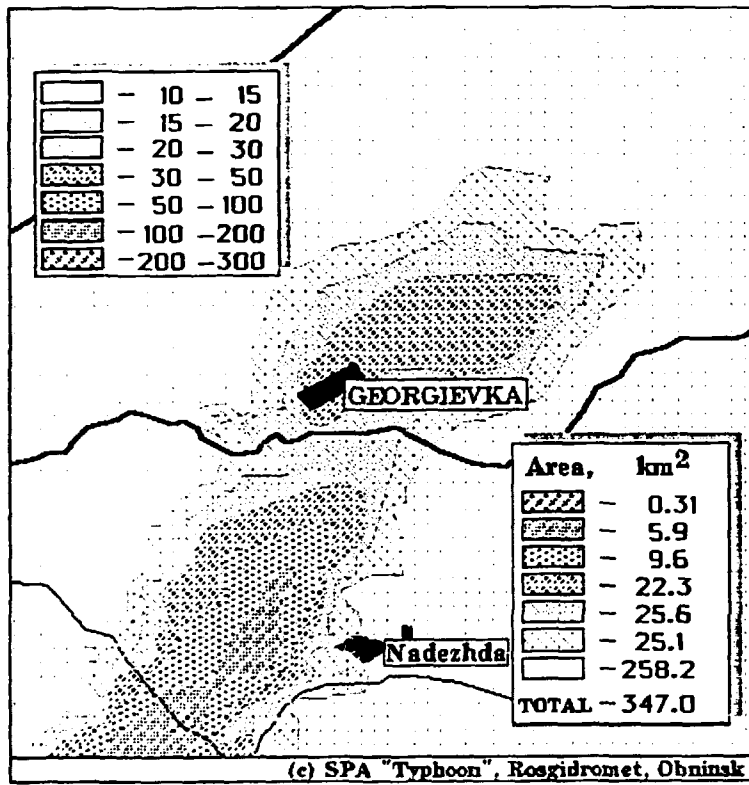 - 10 - 15
- 15 - 20
- 20 - 30
- 30 - 50
- 50 - 100
- 100 - 200
- 200 - 300
GEORGIEVKA
Area, km²
- 0.31
- 5.9
- 9.6
- 22.3
- 25.6
- 25.1
- 258.2
TOTAL - 347.0
Nadezhda
(c) SPA "Typhoon", Rosgidromet, Obninsk